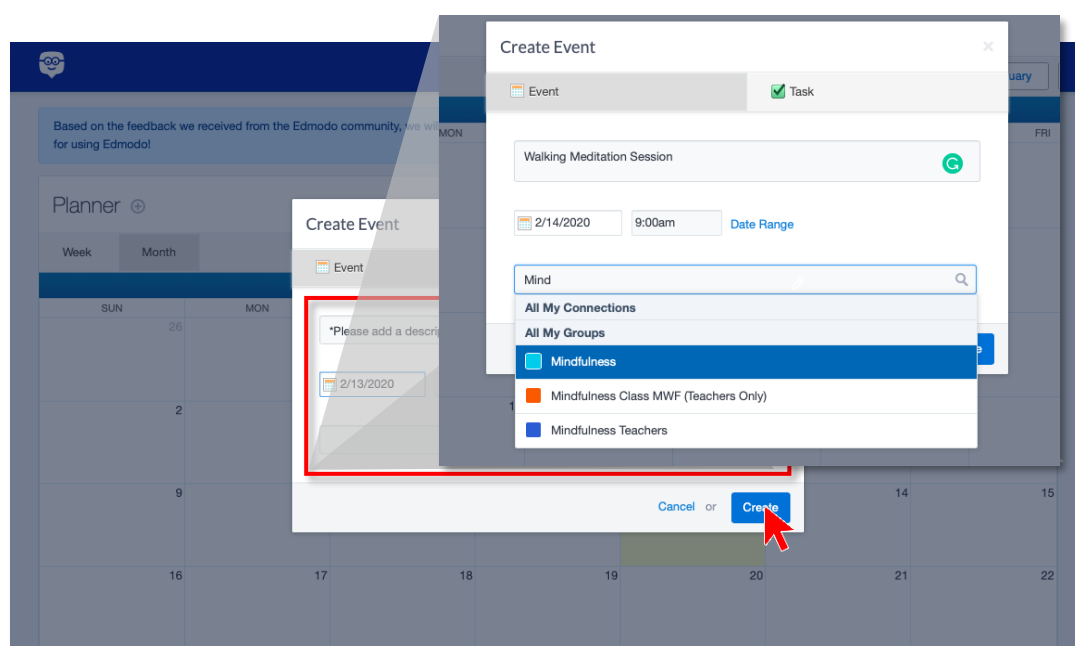 Create Event
uary
Event
Task
Based on the feedback we received from the Edmodo community, we wi
for using Edmodo!
MON
FRI
Walking Meditation Session
Planner
2/14/2020
9:00am
Date Range
Create Event
Week
Month
Event
Mind
All My Connections
SUN
MON
26
All My Groups
*Please add a descri
e
Mindfulness
2/13/2020
Mindfulness Class MWF (Teachers Only)
2
1
Mindfulness Teachers
9
14
15
Cancel or Create
16
17
18
19
20
21
22